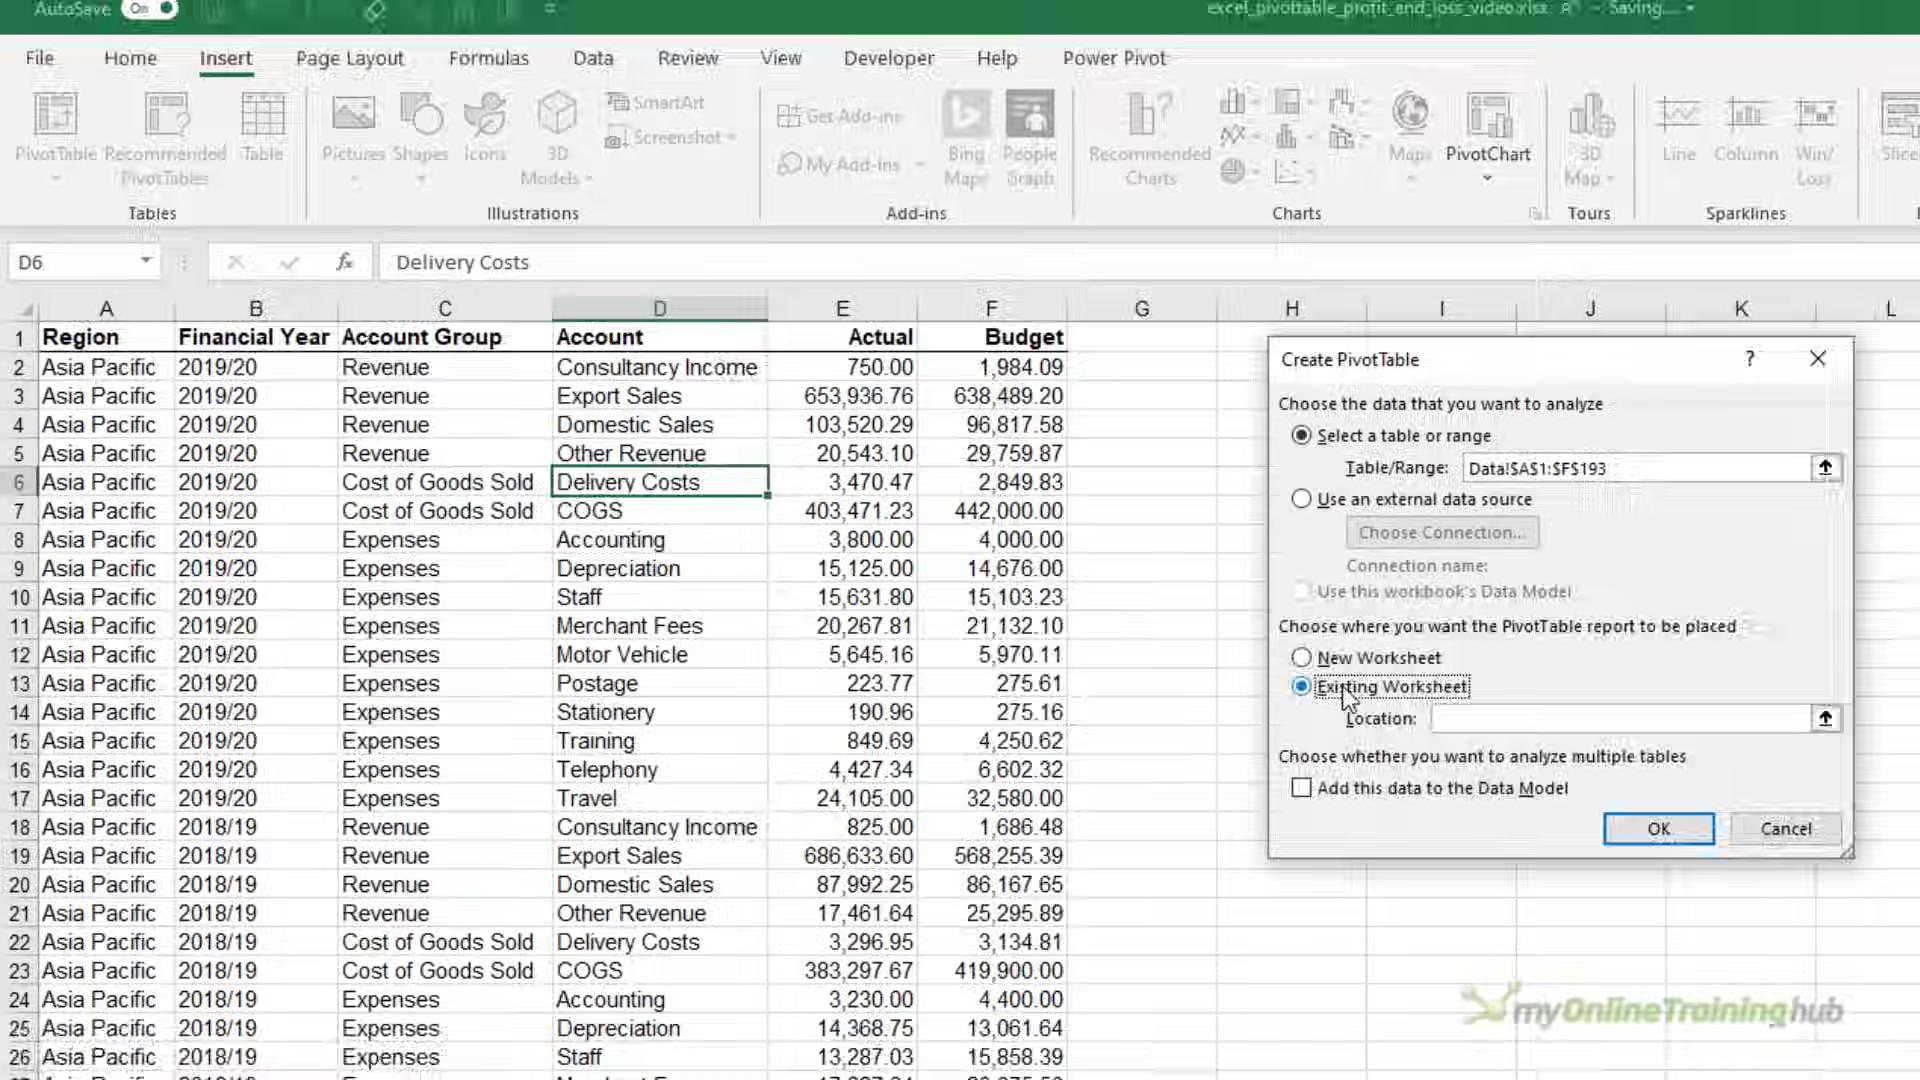 AutoSave On excel_pivottable_profit_and_loss_video.xlsx - Saving...
File Home Insert Page Layout Formulas Data Review View Developer Help Power Pivot
PivotTable Recommended PivotTables Table
Tables
Pictures Shapes Icons 3D Models SmartArt Screenshot
Illustrations
Get Add-ins My Add-ins Bing Maps People Graph
Add-ins
Recommended Charts Maps PivotChart
Charts
3D Map
Tours
Line Column Win/Loss
Sparklines
D6 fx Delivery Costs
A B C D E F G H I J K L
1 Region Financial Year Account Group Account Actual Budget
2 Asia Pacific 2019/20 Revenue Consultancy Income 750.00 1,984.09
3 Asia Pacific 2019/20 Revenue Export Sales 653,936.76 638,489.20
4 Asia Pacific 2019/20 Revenue Domestic Sales 103,520.29 96,817.58
5 Asia Pacific 2019/20 Revenue Other Revenue 20,543.10 29,759.87
6 Asia Pacific 2019/20 Cost of Goods Sold Delivery Costs 3,470.47 2,849.83
7 Asia Pacific 2019/20 Cost of Goods Sold COGS 403,471.23 442,000.00
8 Asia Pacific 2019/20 Expenses Accounting 3,800.00 4,000.00
9 Asia Pacific 2019/20 Expenses Depreciation 15,125.00 14,676.00
10 Asia Pacific 2019/20 Expenses Staff 15,631.80 15,103.23
11 Asia Pacific 2019/20 Expenses Merchant Fees 20,267.81 21,132.10
12 Asia Pacific 2019/20 Expenses Motor Vehicle 5,645.16 5,970.11
13 Asia Pacific 2019/20 Expenses Postage 223.77 275.61
14 Asia Pacific 2019/20 Expenses Stationery 190.96 275.16
15 Asia Pacific 2019/20 Expenses Training 849.69 4,250.62
16 Asia Pacific 2019/20 Expenses Telephony 4,427.34 6,602.32
17 Asia Pacific 2019/20 Expenses Travel 24,105.00 32,580.00
18 Asia Pacific 2018/19 Revenue Consultancy Income 825.00 1,686.48
19 Asia Pacific 2018/19 Revenue Export Sales 686,633.60 568,255.39
20 Asia Pacific 2018/19 Revenue Domestic Sales 87,992.25 86,167.65
21 Asia Pacific 2018/19 Revenue Other Revenue 17,461.64 25,295.89
22 Asia Pacific 2018/19 Cost of Goods Sold Delivery Costs 3,296.95 3,134.81
23 Asia Pacific 2018/19 Cost of Goods Sold COGS 383,297.67 419,900.00
24 Asia Pacific 2018/19 Expenses Accounting 3,230.00 4,400.00
25 Asia Pacific 2018/19 Expenses Depreciation 14,368.75 13,061.64
26 Asia Pacific 2018/19 Expenses Staff 13,287.03 15,858.39
Create PivotTable ?
Choose the data that you want to analyze
Select a table or range
Table/Range: Data!$A$1:$F$193
Use an external data source
Choose Connection...
Connection name:
Use this workbook's Data Model
Choose where you want the PivotTable report to be placed
New Worksheet
Existing Worksheet
Location:
Choose whether you want to analyze multiple tables
Add this data to the Data Model
OK Cancel
myOnlineTraininghub